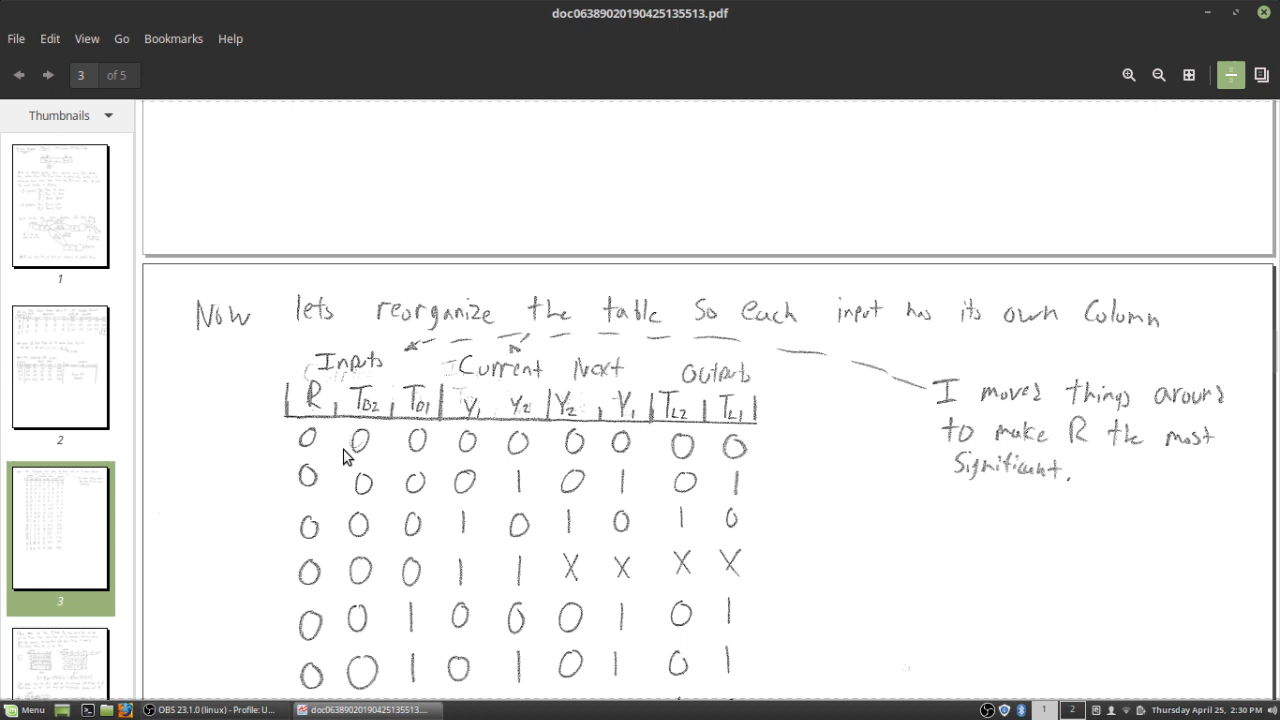 doc06389020190425135513.pdf
File Edit View Go Bookmarks Help
3 of 5
Thumbnails
1
2
3
Now lets reorganize the table So each input has its own Column
Inputs Current Next Outputs
R TB2 TB1 Y1 Y2 Y2 Y1 TL2 TL1
I moved things around
to make R the most
Significant.
0 0 0 0 0 0 0 0 0
0 0 0 0 1 0 1 0 1
0 0 0 1 0 1 0 1 0
0 0 0 1 1 X X X X
0 0 1 0 0 0 1 0 1
0 0 1 0 1 0 1 0 1
Menu OBS 23.1.0 (linux) - Profile: U... doc06389020190425135513.... 1 2 Thursday April 25, 2:30 PM